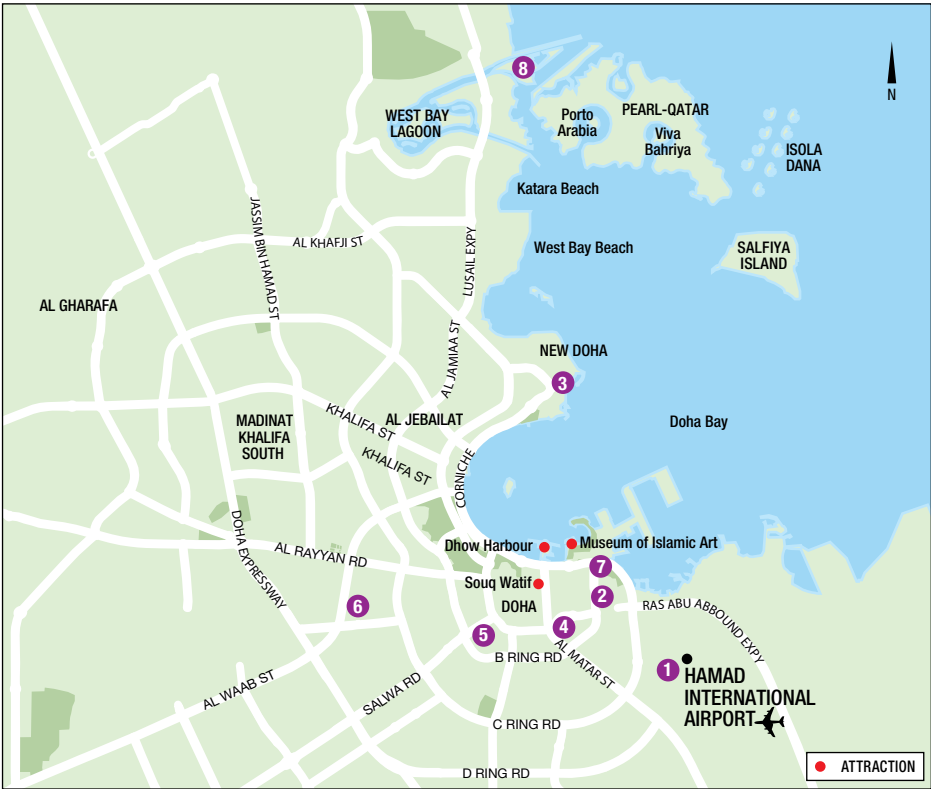 8
WEST BAY
LAGOON
Porto
Arabia
PEARL-QATAR
Viva
Bahriya
ISOLA
DANA
N
Katara Beach
JASSIM BIN HAMAD ST
AL KHAFJI ST
LUSAIL EXPY
West Bay Beach
SALFIYA
ISLAND
AL GHARAFA
AL JAMIAA ST
NEW DOHA
3
MADINAT
KHALIFA
SOUTH
KHALIFA ST
AL JEBAILAT
Doha Bay
KHALIFA ST
CORNICHE
DOHA EXPRESSWAY
AL RAYYAN RD
Dhow Harbour
Museum of Islamic Art
7
Souq Watif
DOHA
2
RAS ABU ABBOUND EXPY
6
5
4
B RING RD
AL MATAR ST
1
HAMAD
INTERNATIONAL
AIRPORT
AL WAAB ST
SALWA RD
C RING RD
D RING RD
ATTRACTION